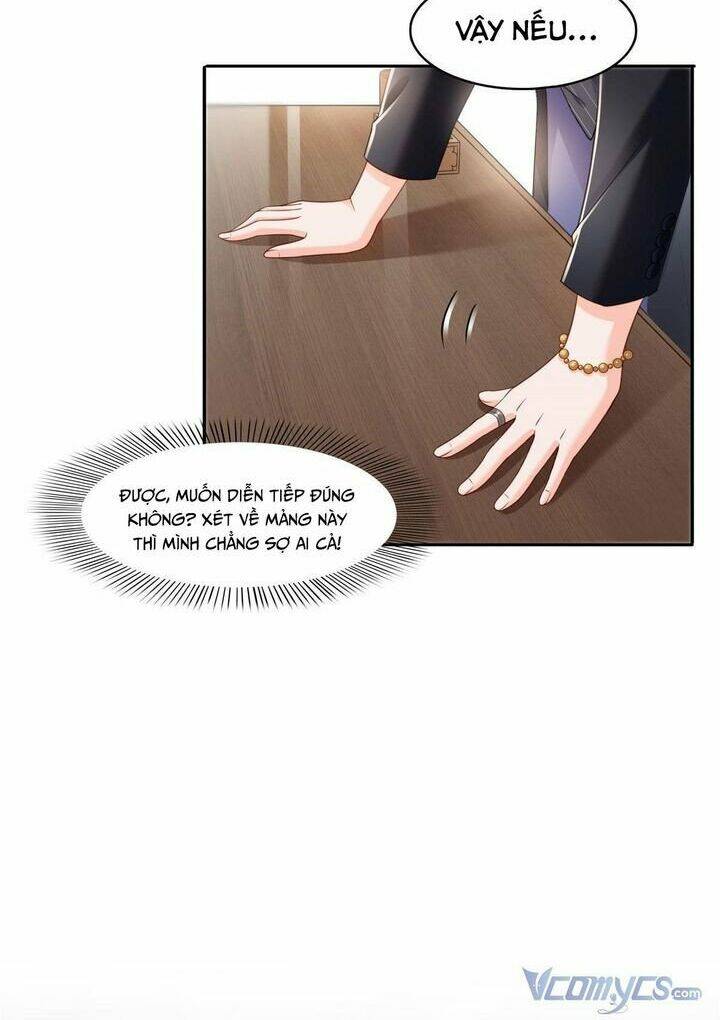 VẬY NẾU...
ĐƯỢC, MUỐN DIỄN TIẾP ĐÚNG
KHÔNG? XÉT VỀ MẢNG NÀY
THÌ MÌNH CHẲNG SỢ AI CẢ!
VCOMYCS.com